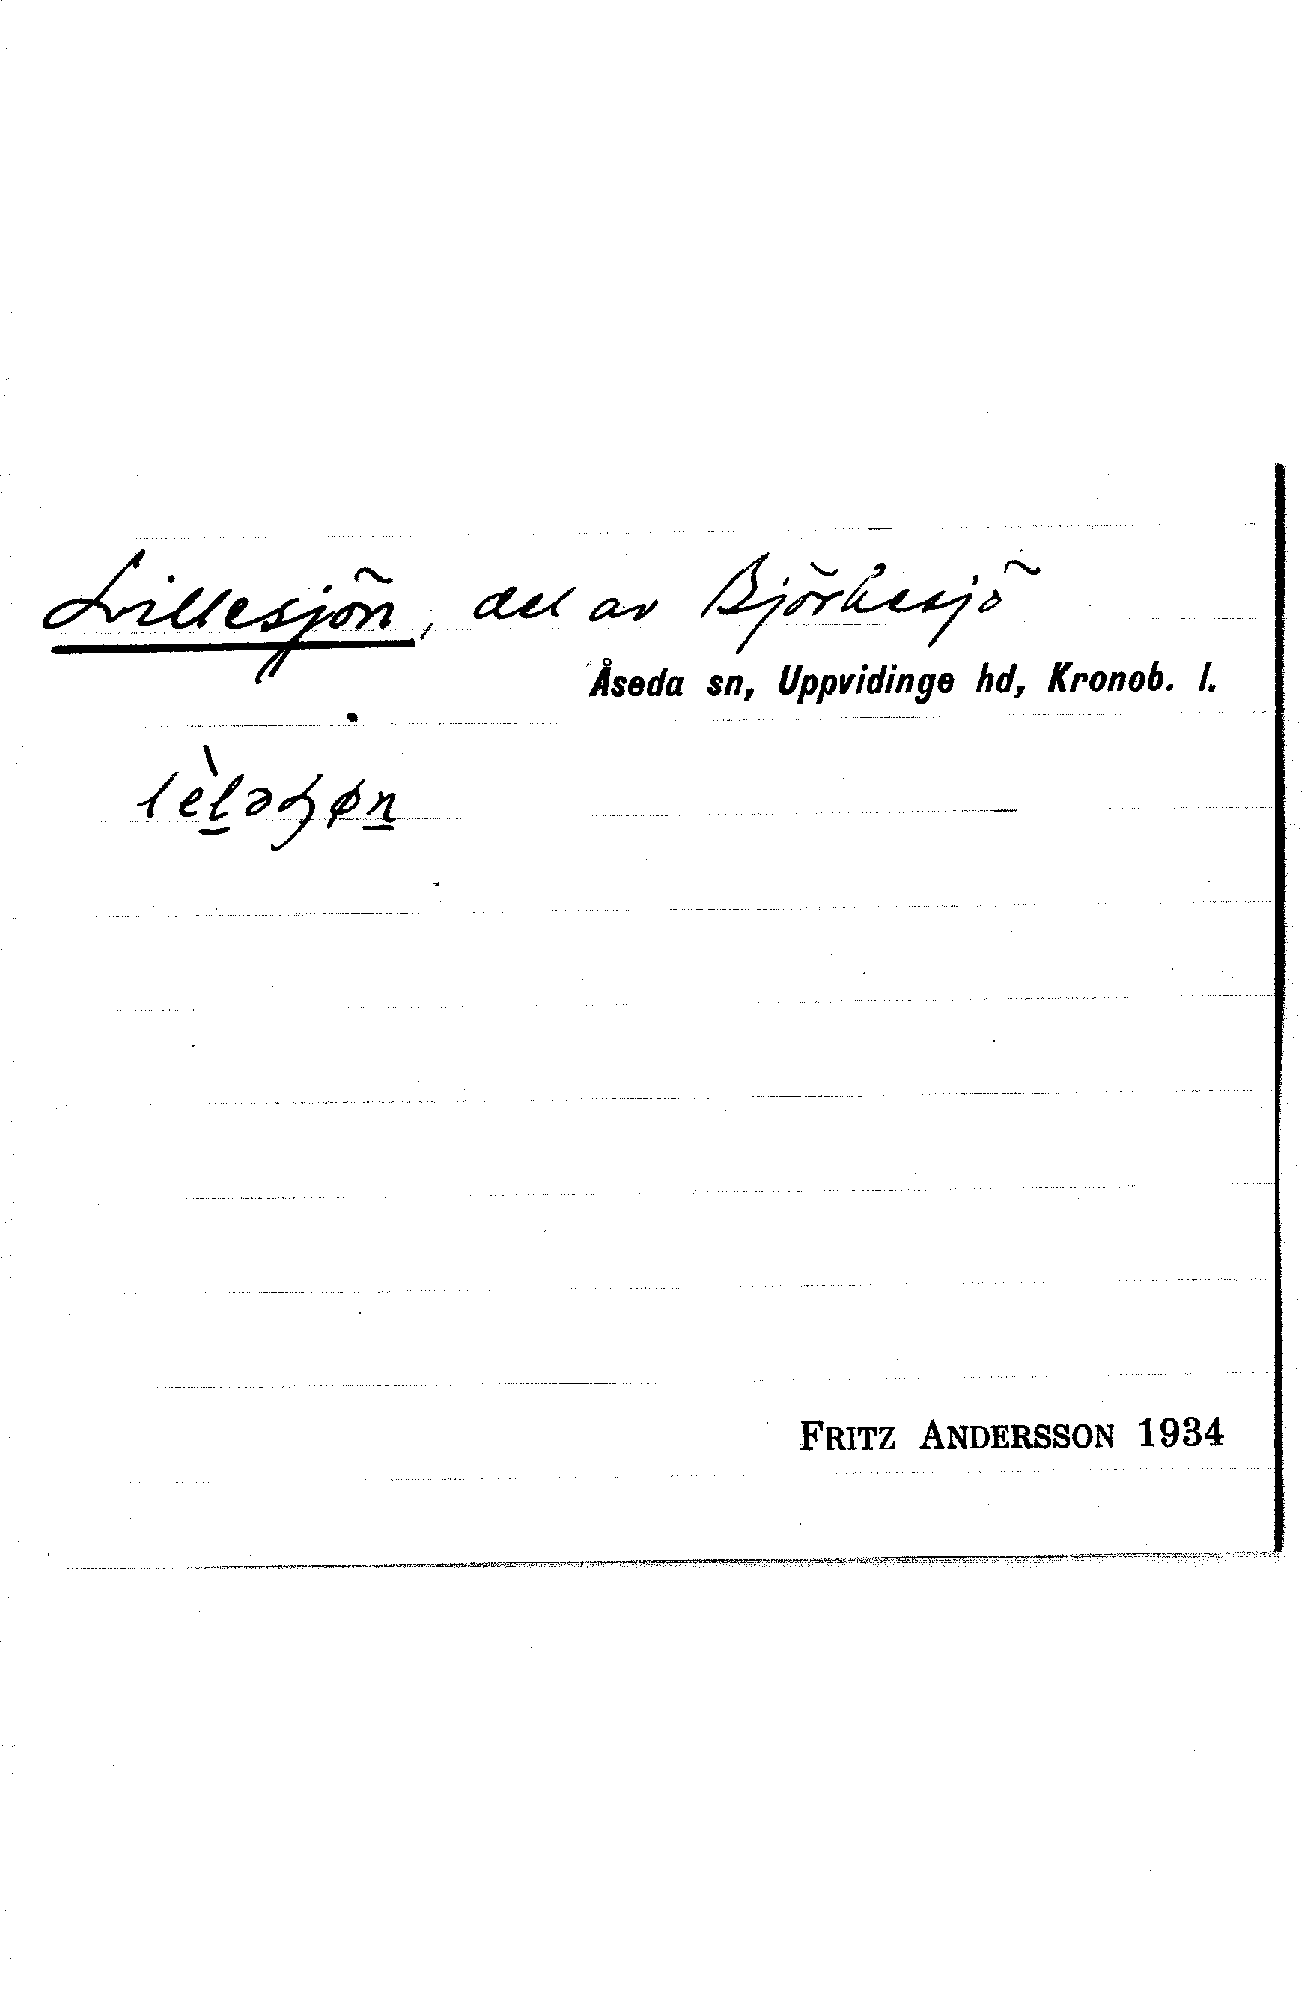 Lillesjön, del av Björkesjö
Åseda sn, Uppvidinge hd, Kronob. l.
FRITZ ANDERSSON 1934